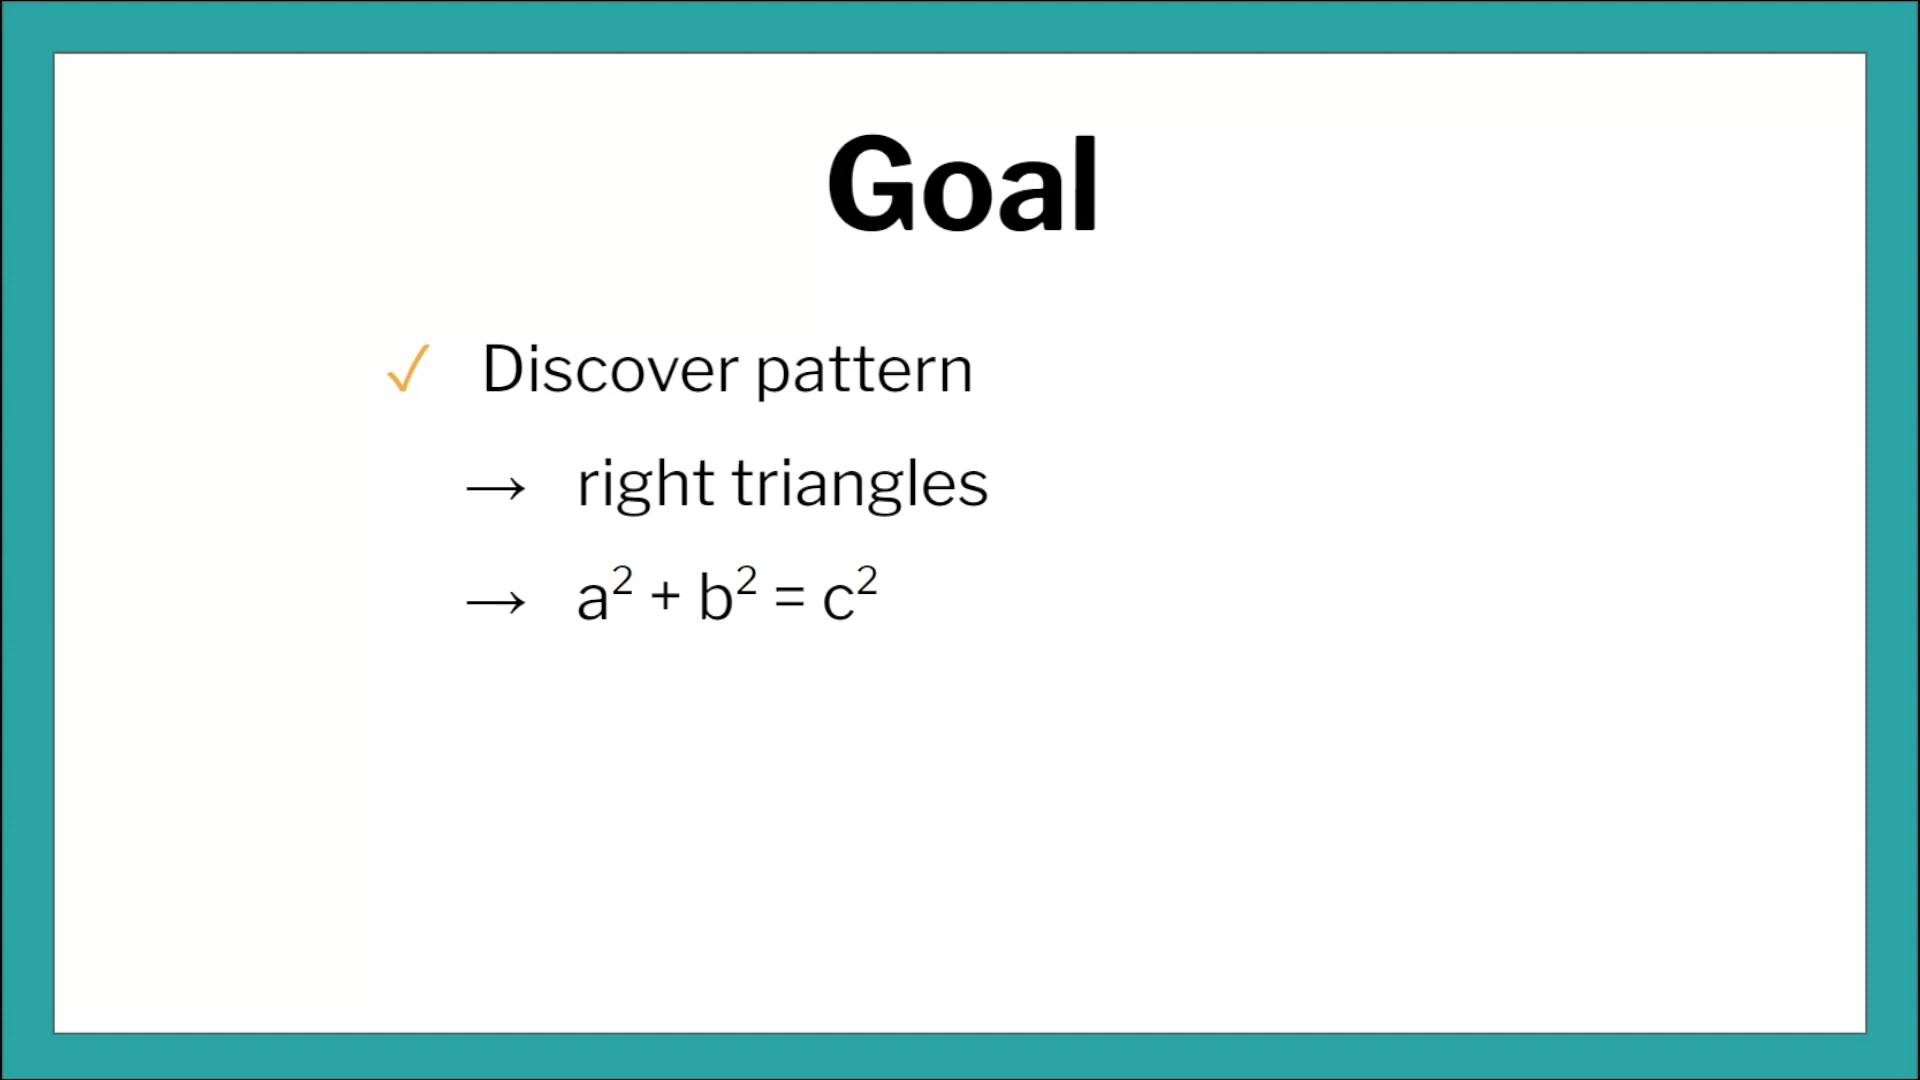 Goal
✓ Discover pattern
→ right triangles
→ a² + b² = c²